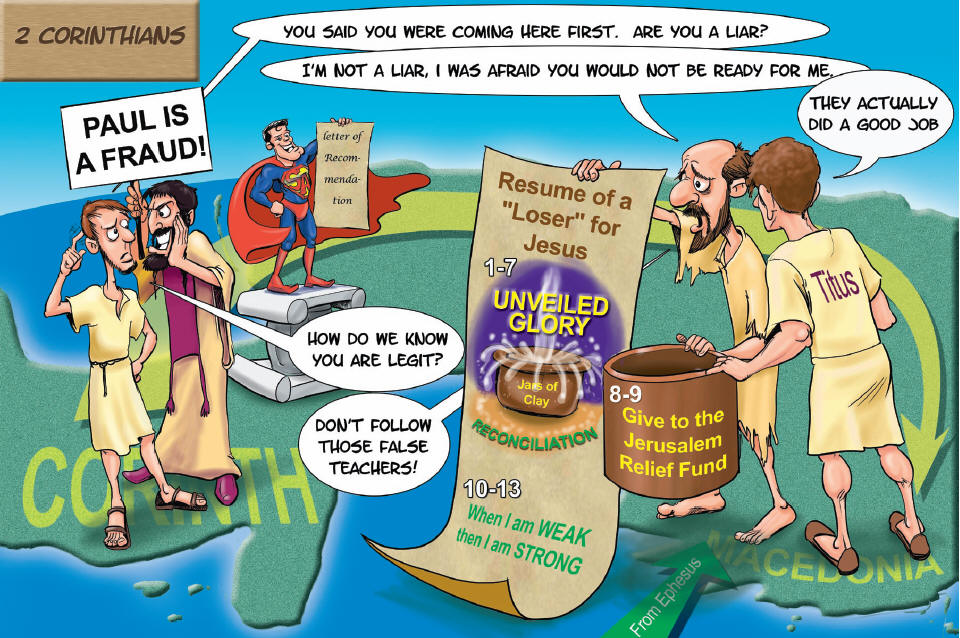 2 CORINTHIANS
YOU SAID YOU WERE COMING HERE FIRST. ARE YOU A LIAR?
I'M NOT A LIAR, I WAS AFRAID YOU WOULD NOT BE READY FOR ME.
THEY ACTUALLY
DID A GOOD JOB
PAUL IS
A FRAUD!
letter of
Recom-
menda-
tion
Resume of a
"Loser" for
Jesus
1-7
UNVEILED
GLORY
Jars of
Clay
RECONCILIATION
Titus
HOW DO WE KNOW
YOU ARE LEGIT?
8-9
Give to the
Jerusalem
Relief Fund
DON'T FOLLOW
THOSE FALSE
TEACHERS!
10-13
When I am WEAK
then I am STRONG
CORINTH
MACEDONIA
From Ephesus